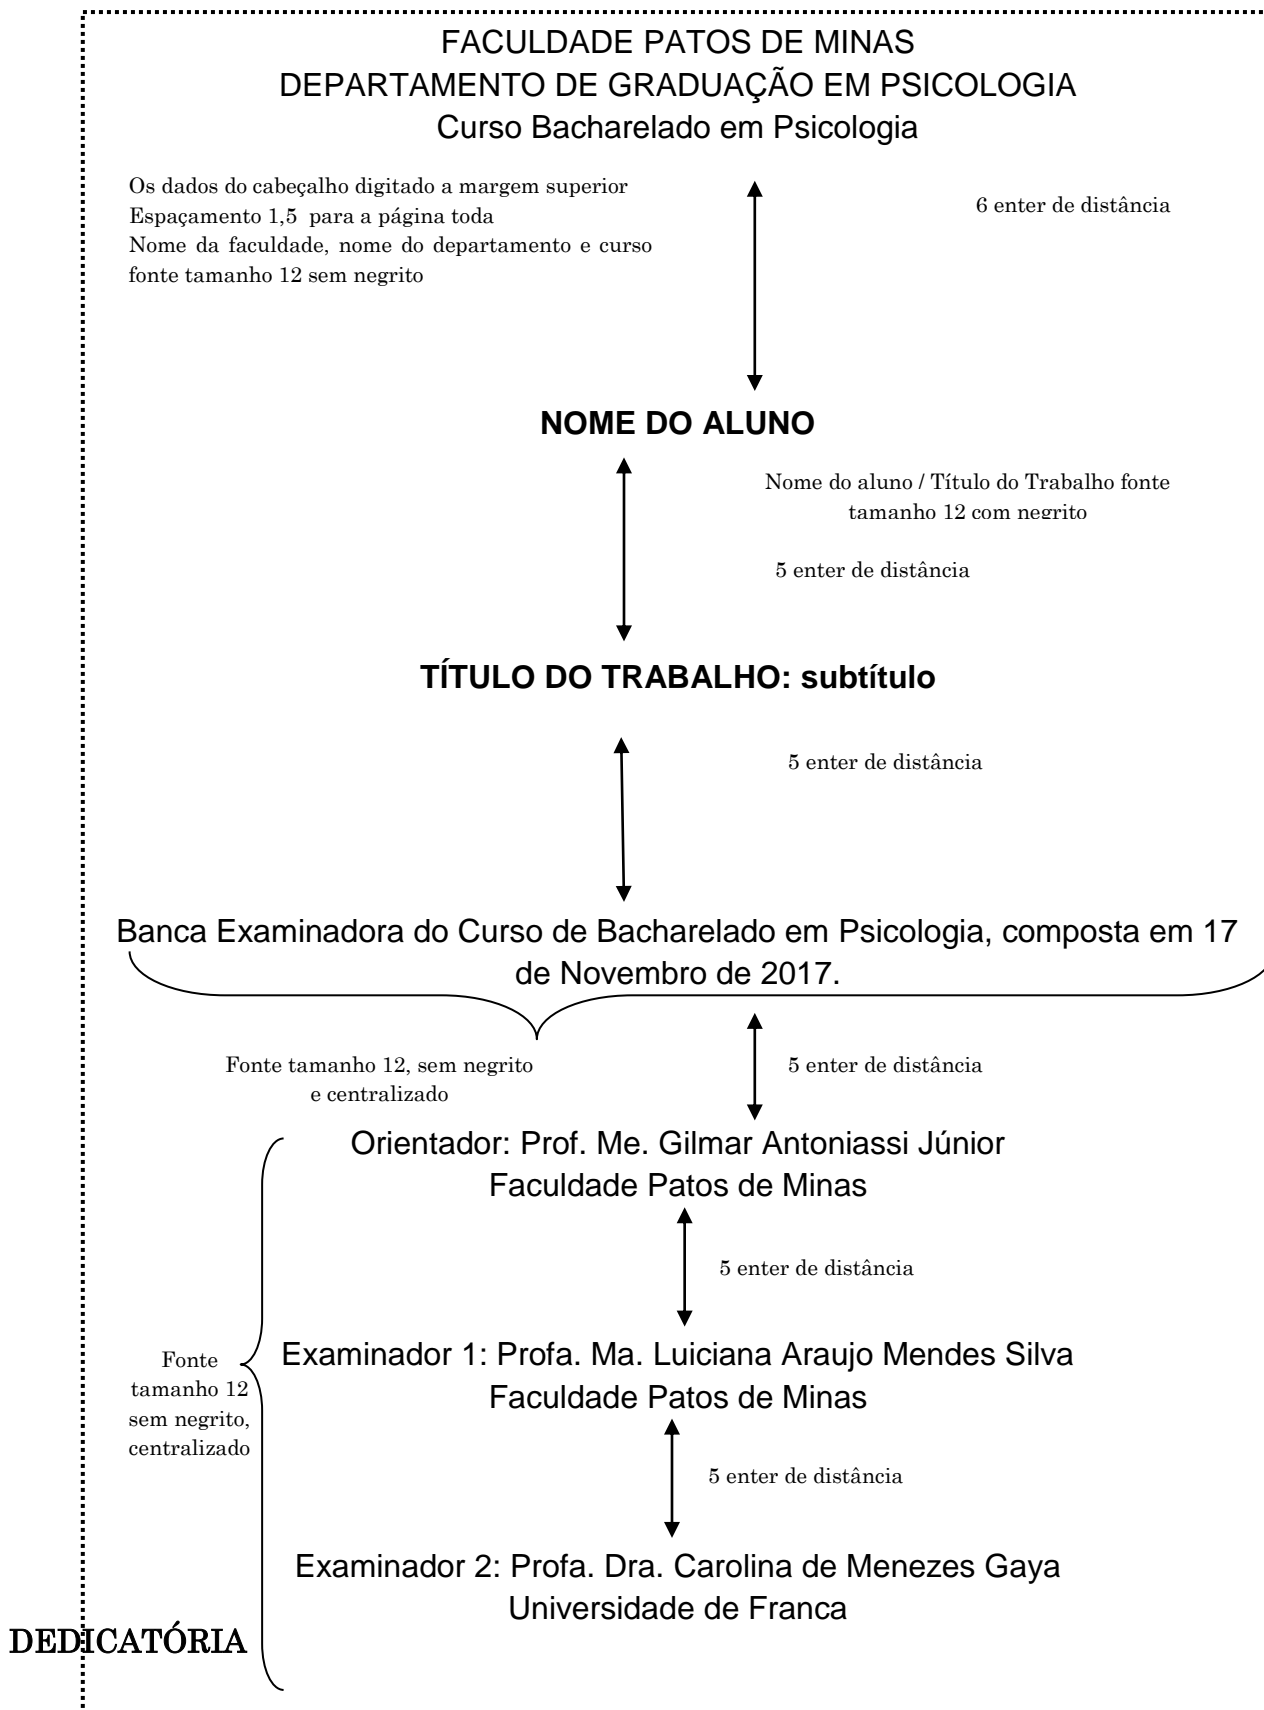 FACULDADE PATOS DE MINAS
DEPARTAMENTO DE GRADUAÇÃO EM PSICOLOGIA
Curso Bacharelado em Psicologia
Os dados do cabeçalho digitado a margem superior
Espaçamento 1,5 para a página toda
Nome da faculdade, nome do departamento e curso
fonte tamanho 12 sem negrito
6 enter de distância
NOME DO ALUNO
Nome do aluno / Título do Trabalho fonte
tamanho 12 com negrito
5 enter de distância
TÍTULO DO TRABALHO: subtítulo
5 enter de distância
Banca Examinadora do Curso de Bacharelado em Psicologia, composta em 17
de Novembro de 2017.
Fonte tamanho 12, sem negrito
e centralizado
5 enter de distância
Orientador: Prof. Me. Gilmar Antoniassi Júnior
Faculdade Patos de Minas
5 enter de distância
Fonte
tamanho 12
sem negrito,
centralizado
Examinador 1: Profa. Ma. Luiciana Araujo Mendes Silva
Faculdade Patos de Minas
5 enter de distância
Examinador 2: Profa. Dra. Carolina de Menezes Gaya
Universidade de Franca
DEDICATÓRIA